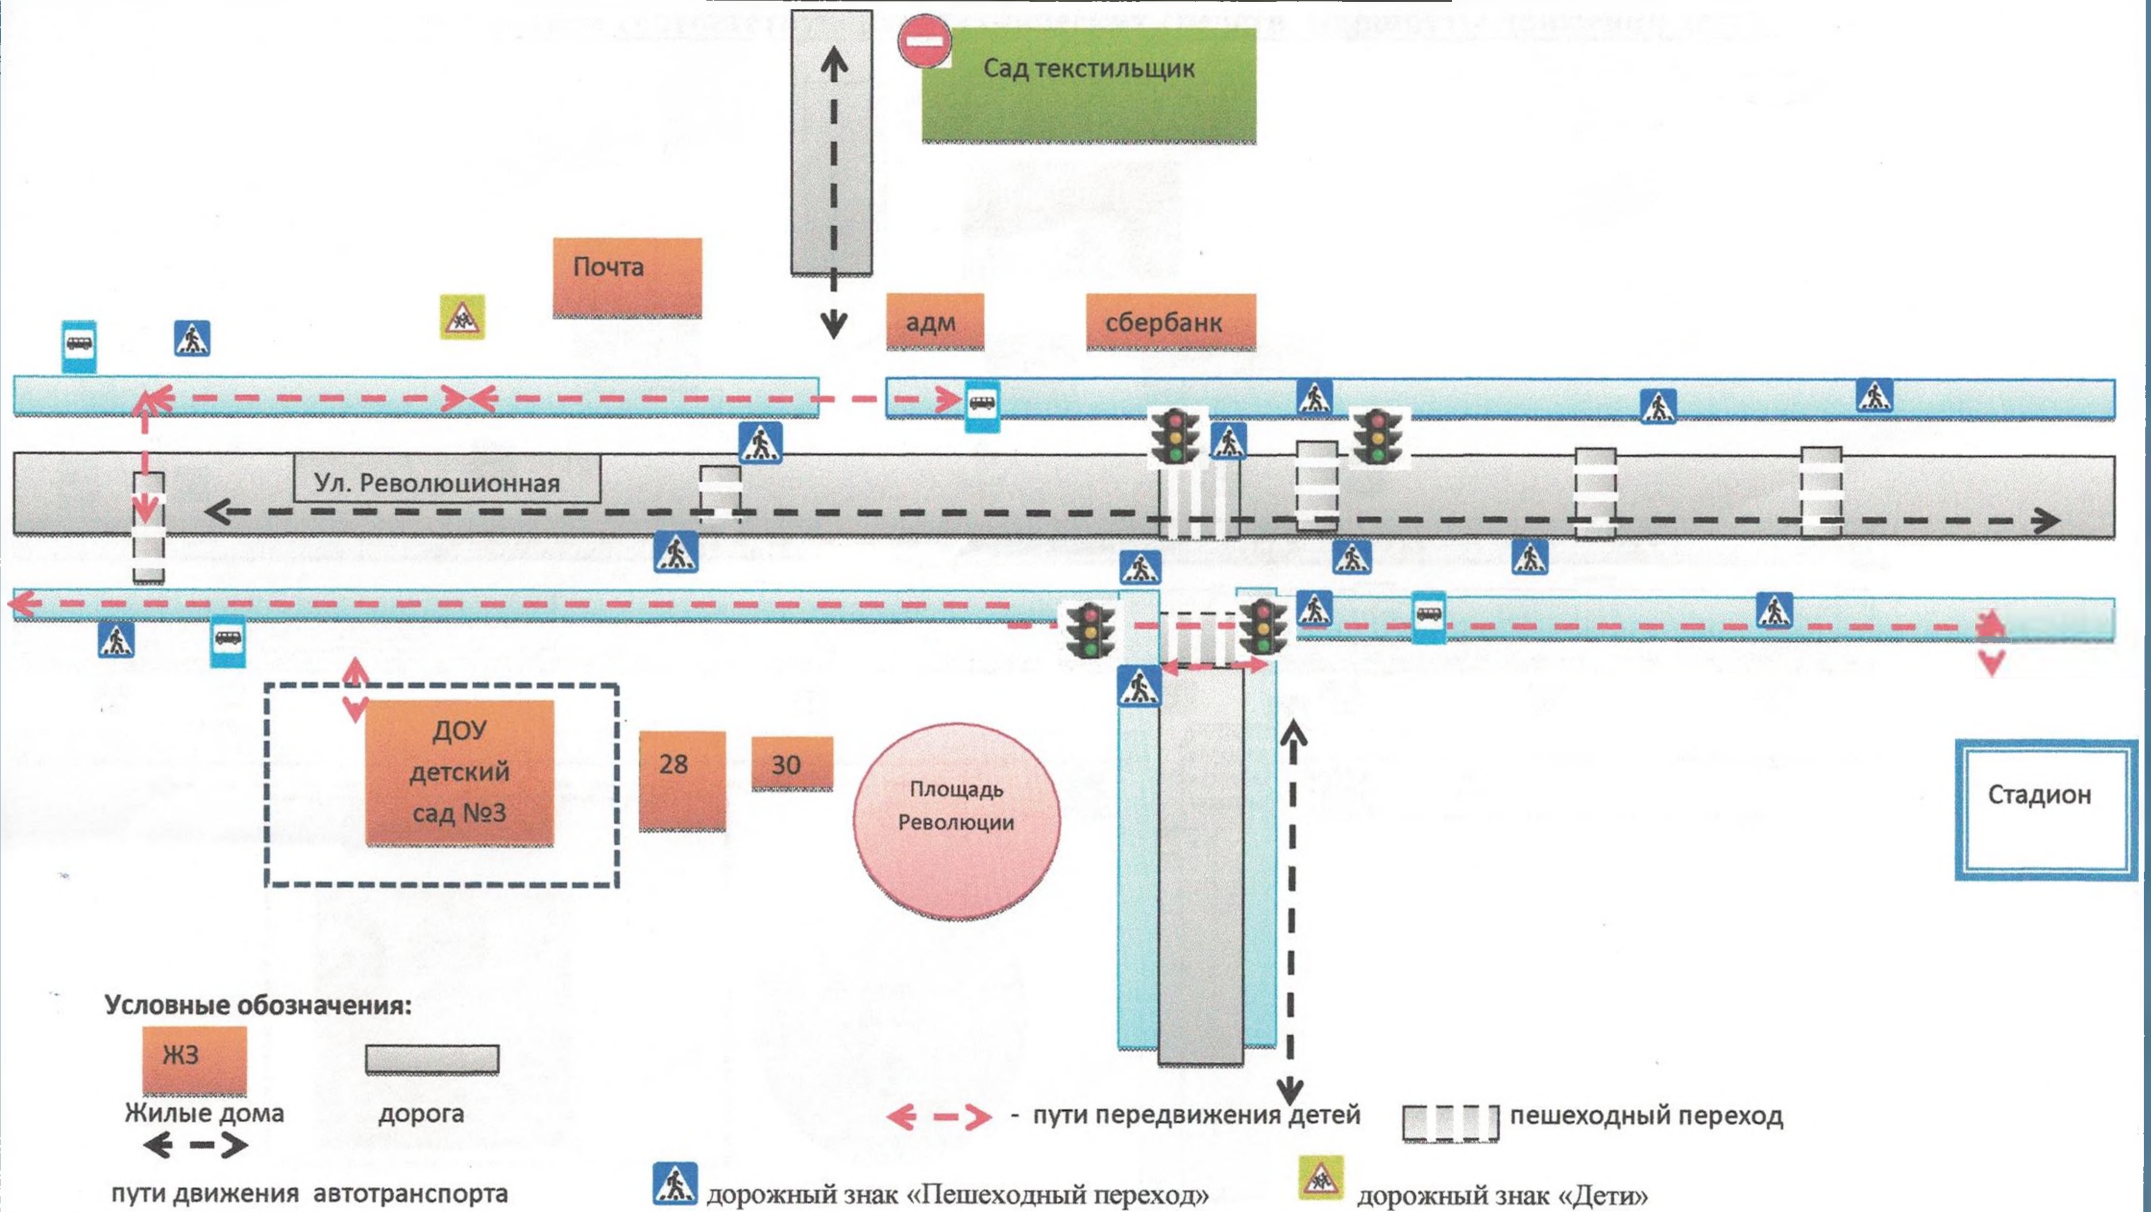 Сад текстильщик
Почта
адм
сбербанк
Ул. Революционная
ДОУ
детский
сад №3
28
30
Площадь
Революции
Стадион
Условные обозначения:
ЖЗ
Жилые дома
дорога
- пути передвижения детей
пешеходный переход
пути движения автотранспорта
дорожный знак «Пешеходный переход»
дорожный знак «Дети»